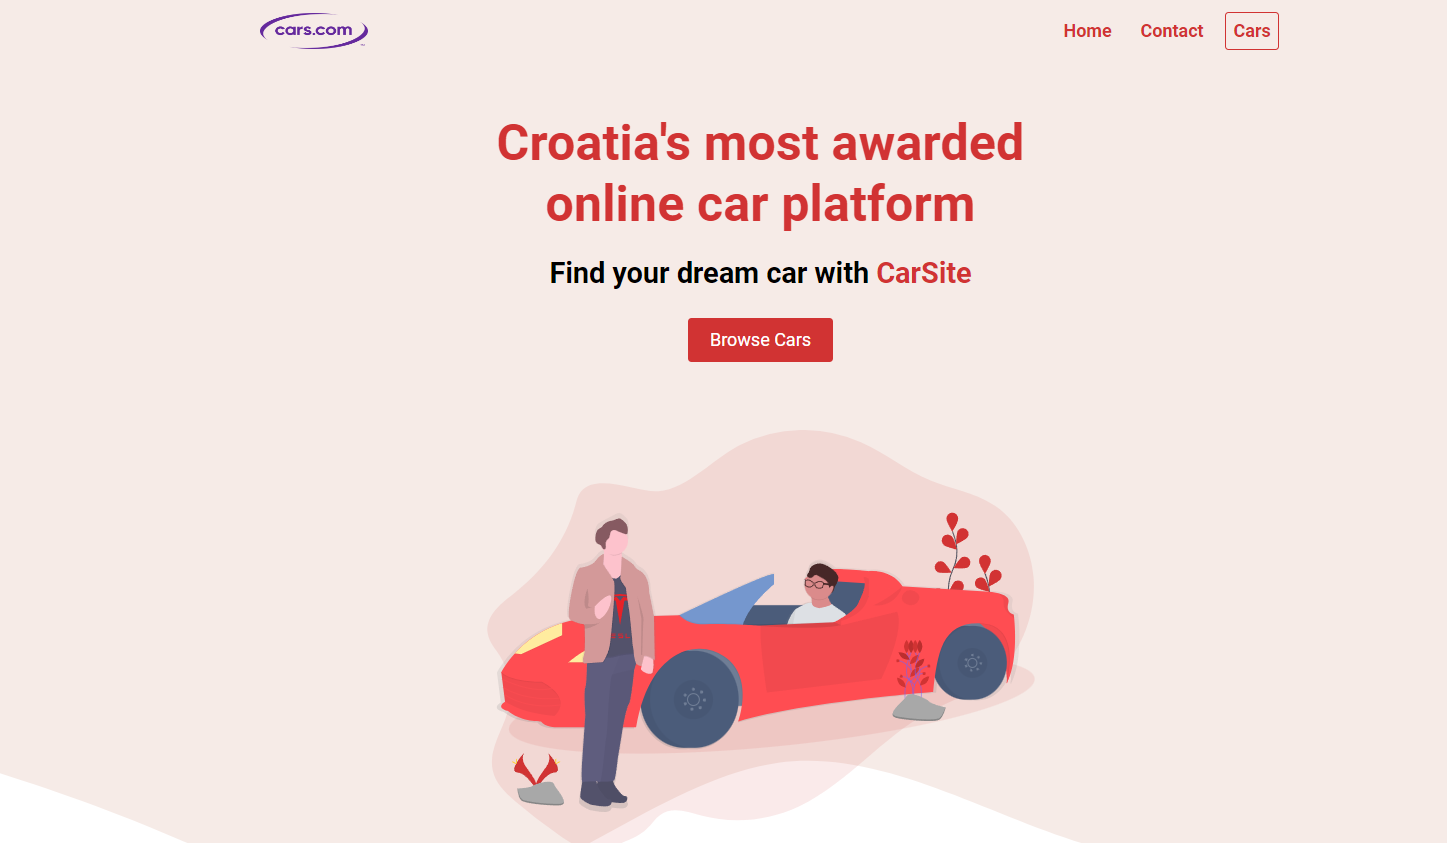 cars.com
Home Contact Cars
Croatia's most awarded
online car platform
Find your dream car with CarSite
Browse Cars